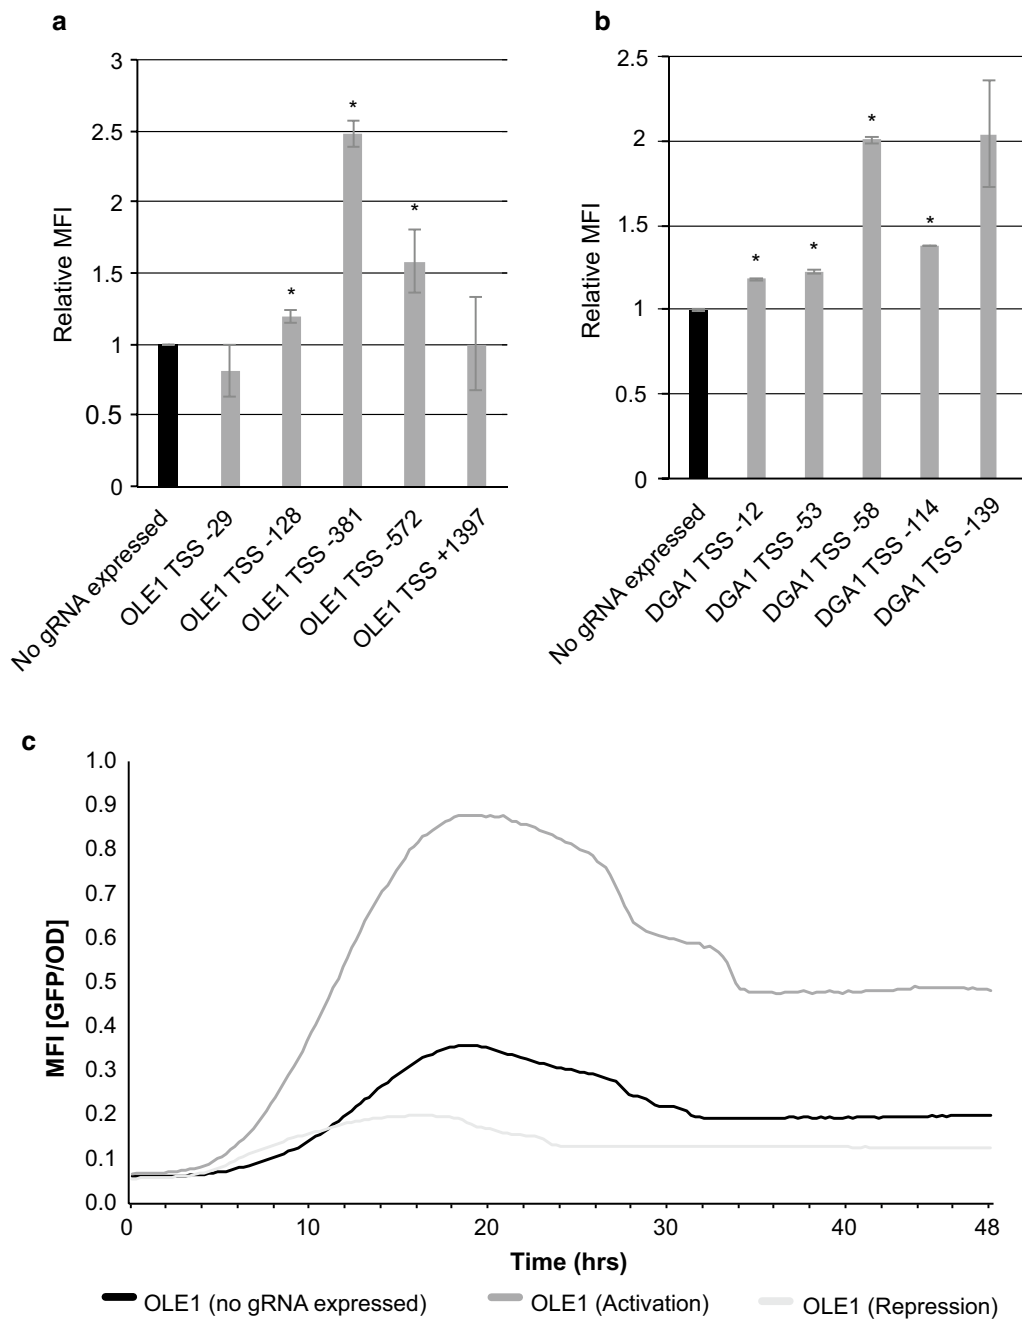 a
Relative MFI
3
2.5
2
1.5
1
0.5
0
*
*
*
No gRNA expressed
OLE1 TSS -29
OLE1 TSS -128
OLE1 TSS -381
OLE1 TSS -572
OLE1 TSS +1397
b
Relative MFI
2.5
2
1.5
1
0.5
0
*
*
*
*
No gRNA expressed
DGA1 TSS -12
DGA1 TSS -53
DGA1 TSS -58
DGA1 TSS -114
DGA1 TSS -139
c
MFI [GFP/OD]
1.0
0.9
0.8
0.7
0.6
0.5
0.4
0.3
0.2
0.1
0.0
0 10 20 30 40 48
Time (hrs)
OLE1 (no gRNA expressed) OLE1 (Activation) OLE1 (Repression)